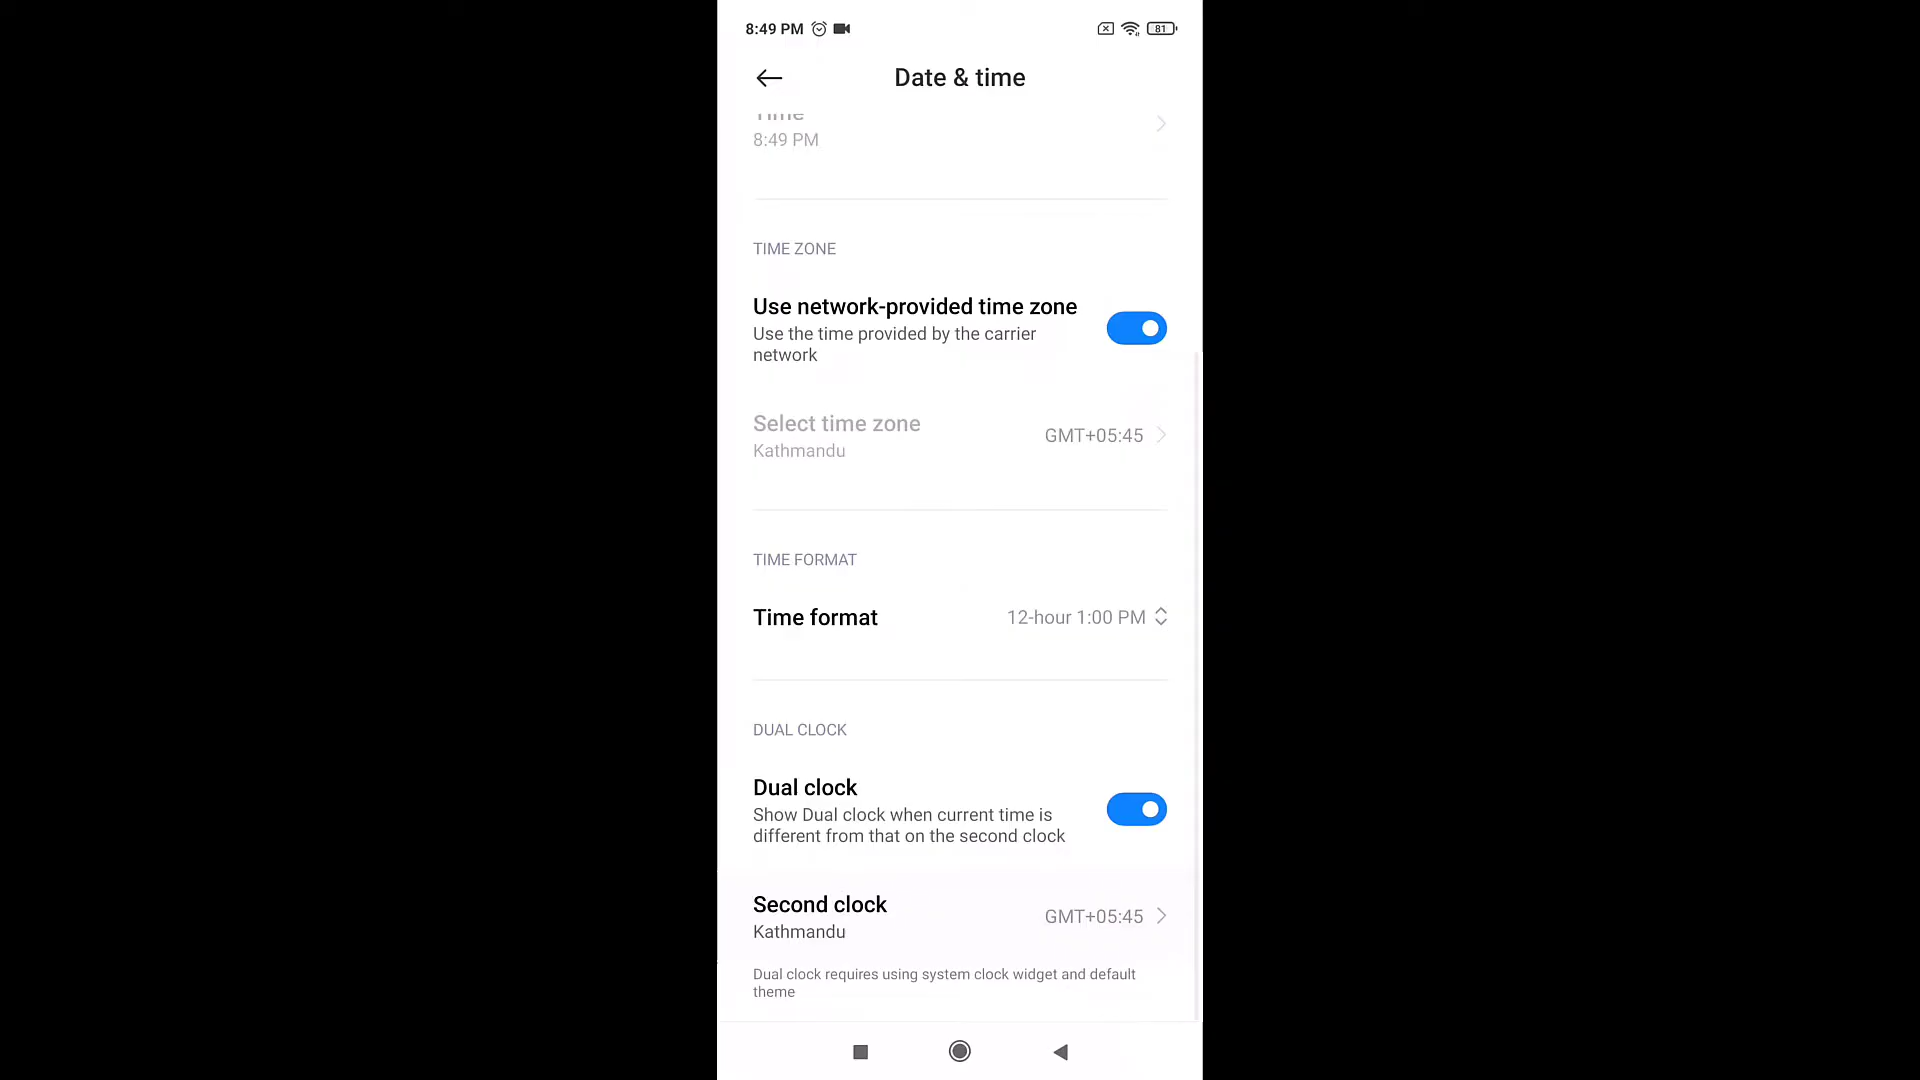 8:49 PM 81
Date & time
Time
8:49 PM
TIME ZONE
Use network-provided time zone
Use the time provided by the carrier
network
Select time zone
GMT+05:45
Kathmandu
TIME FORMAT
Time format
12-hour 1:00 PM
DUAL CLOCK
Dual clock
Show Dual clock when current time is
different from that on the second clock
Second clock
GMT+05:45
Kathmandu
Dual clock requires using system clock widget and default
theme